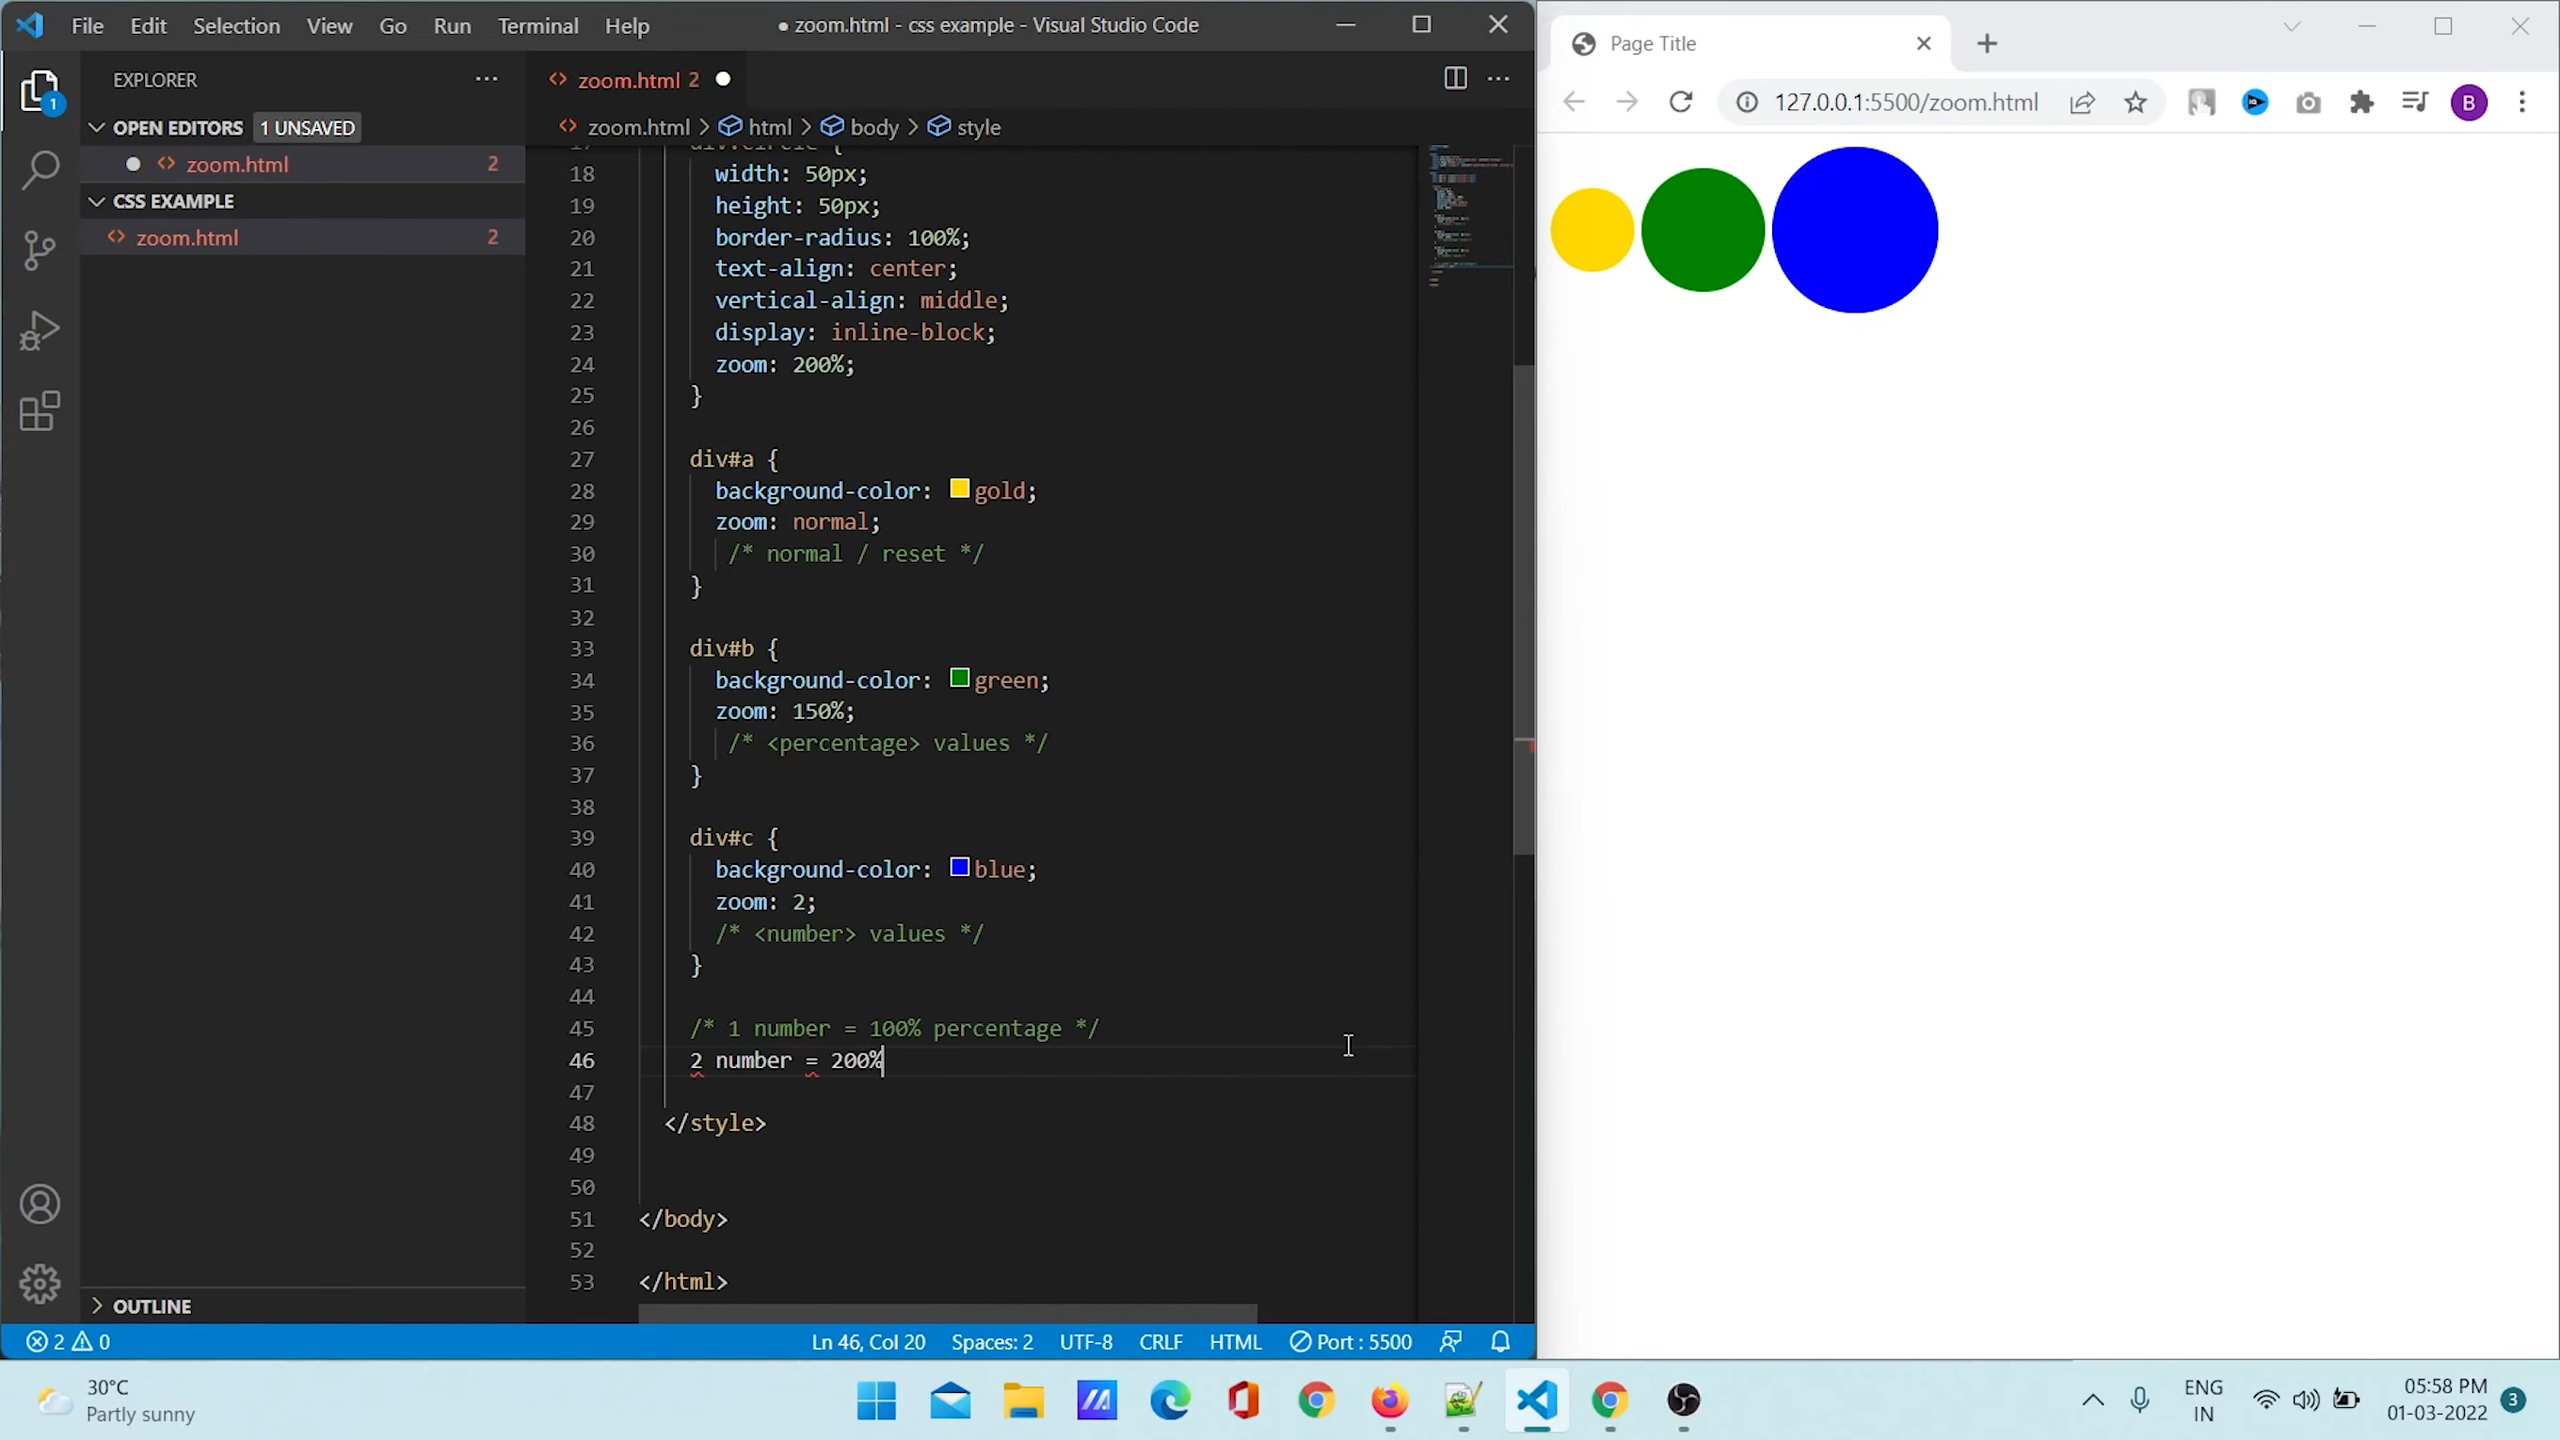 File Edit Selection View Go Run Terminal Help
● zoom.html - css example - Visual Studio Code
EXPLORER
OPEN EDITORS 1 UNSAVED
zoom.html 2
CSS EXAMPLE
zoom.html 2
OUTLINE
1
zoom.html 2
zoom.html > html > body > style
17 div.circle {
18 width: 50px;
19 height: 50px;
20 border-radius: 100%;
21 text-align: center;
22 vertical-align: middle;
23 display: inline-block;
24 zoom: 200%;
25 }
26
27 div#a {
28 background-color: gold;
29 zoom: normal;
30 /* normal / reset */
31 }
32
33 div#b {
34 background-color: green;
35 zoom: 150%;
36 /* <percentage> values */
37 }
38
39 div#c {
40 background-color: blue;
41 zoom: 2;
42 /* <number> values */
43 }
44
45 /* 1 number = 100% percentage */
46 2 number = 200%
47
48 </style>
49
50
51 </body>
52
53 </html>
2 0 Ln 46, Col 20 Spaces: 2 UTF-8 CRLF HTML Port : 5500
Page Title
127.0.0.1:5500/zoom.html
B
30°C
Partly sunny
ENG
IN
05:58 PM
01-03-2022
3